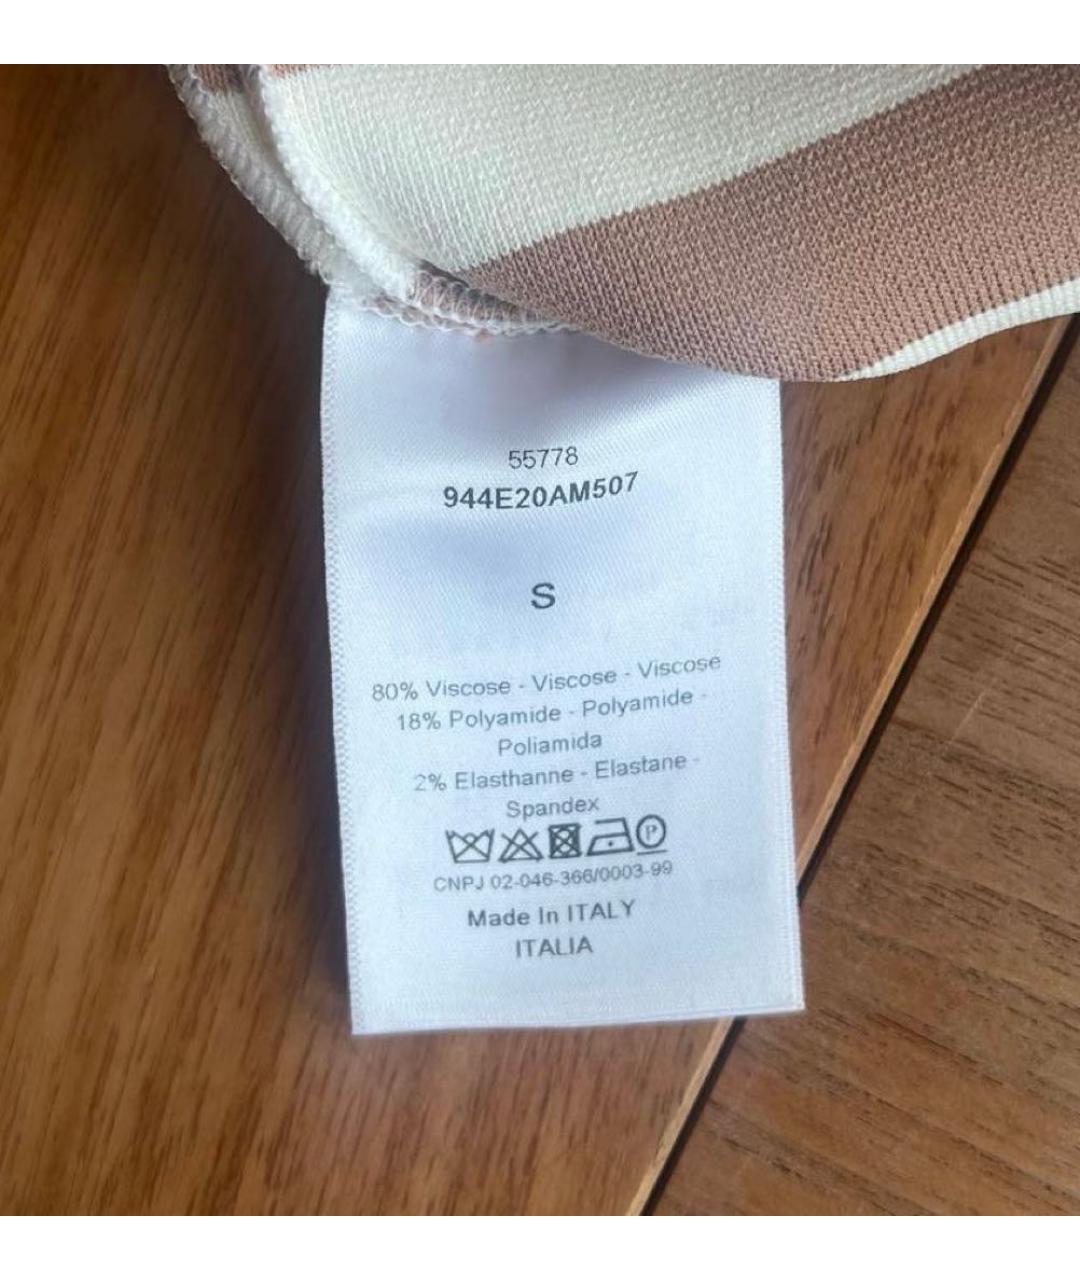 55778
944E20AM507
S
80% Viscose - Viscose - Viscose
18% Polyamide - Polyamide -
Poliamida
2% Elasthanne - Elastane -
Spandex
P
CNPJ 02-046-366/0003-99
Made In ITALY
ITALIA